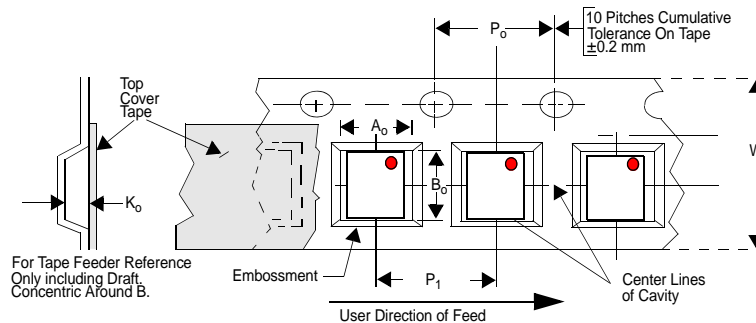 10 Pitches Cumulative
Tolerance On Tape
±0.2 mm
Po
Top
Cover
Tape
Ao
W
Bo
Ko
For Tape Feeder Reference
Only including Draft.
Concentric Around B.
Embossment
P1
Center Lines
of Cavity
User Direction of Feed